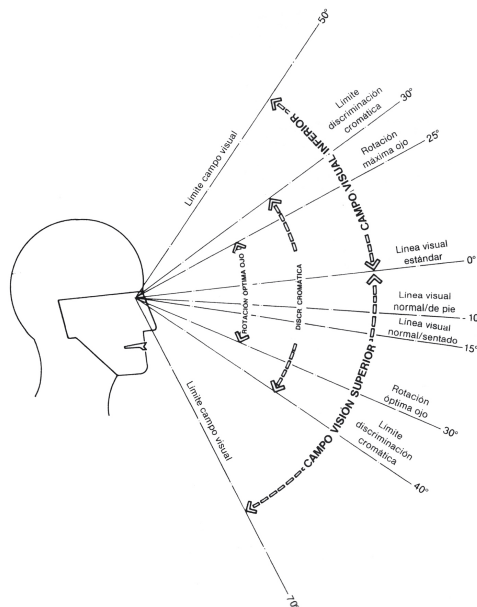 50°
Límite campo visual
CAMPO VISUAL INFERIOR
Límite
discriminación
cromática
30°
Rotación
máxima ojo
25°
ROTACIÓN ÓPTIMA OJO
DISCR CROMÁTICA
Línea visual
estándar
0°
Línea visual
normal/de pie
- 10
Línea visual
normal/sentado
15°
CAMPO VISIÓN SUPERIOR
Rotación
óptima ojo
30°
Límite
discriminación
cromática
40°
Límite campo visual
70°